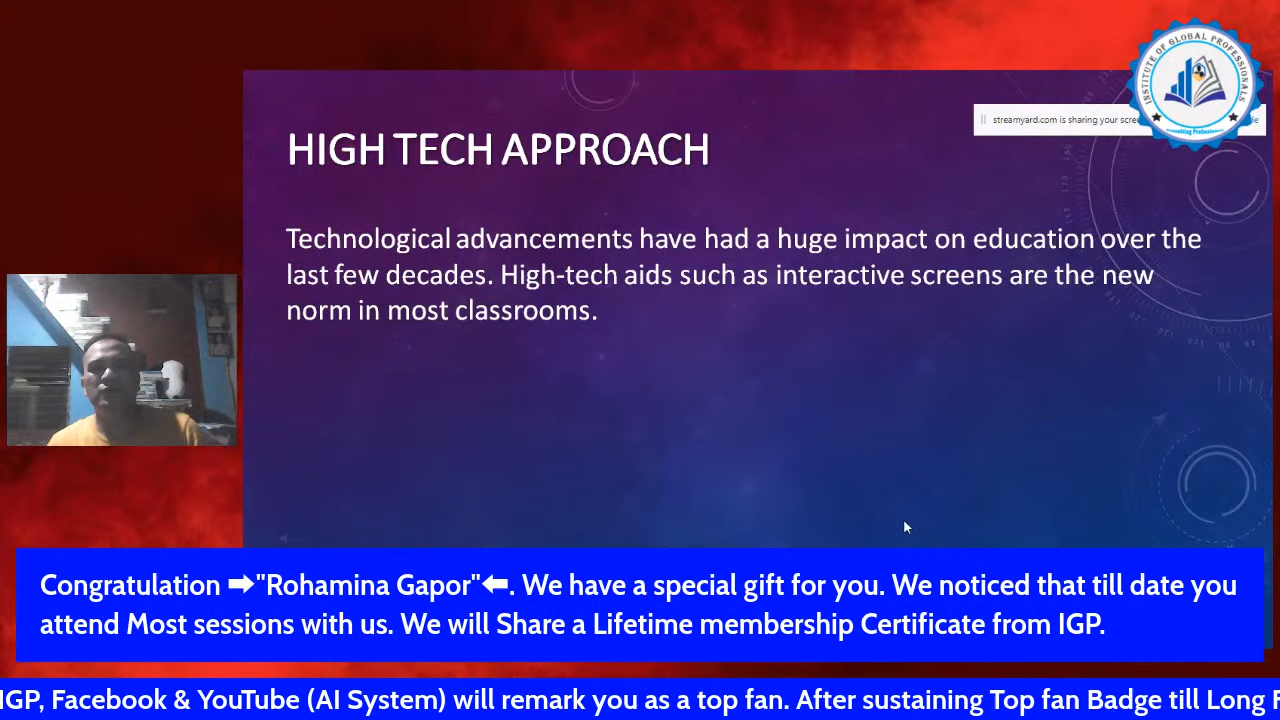 INSTITUTE OF GLOBAL PROFESSIONALS
streamyard.com is sharing your
HIGH TECH APPROACH
Technological advancements have had a huge impact on education over the
last few decades. High-tech aids such as interactive screens are the new
norm in most classrooms.
Congratulation ➡"Rohamina Gapor"⬅. We have a special gift for you. We noticed that till date you
attend Most sessions with us. We will Share a Lifetime membership Certificate from IGP.
IGP, Facebook & YouTube (AI System) will remark you as a top fan. After sustaining Top fan Badge till Long